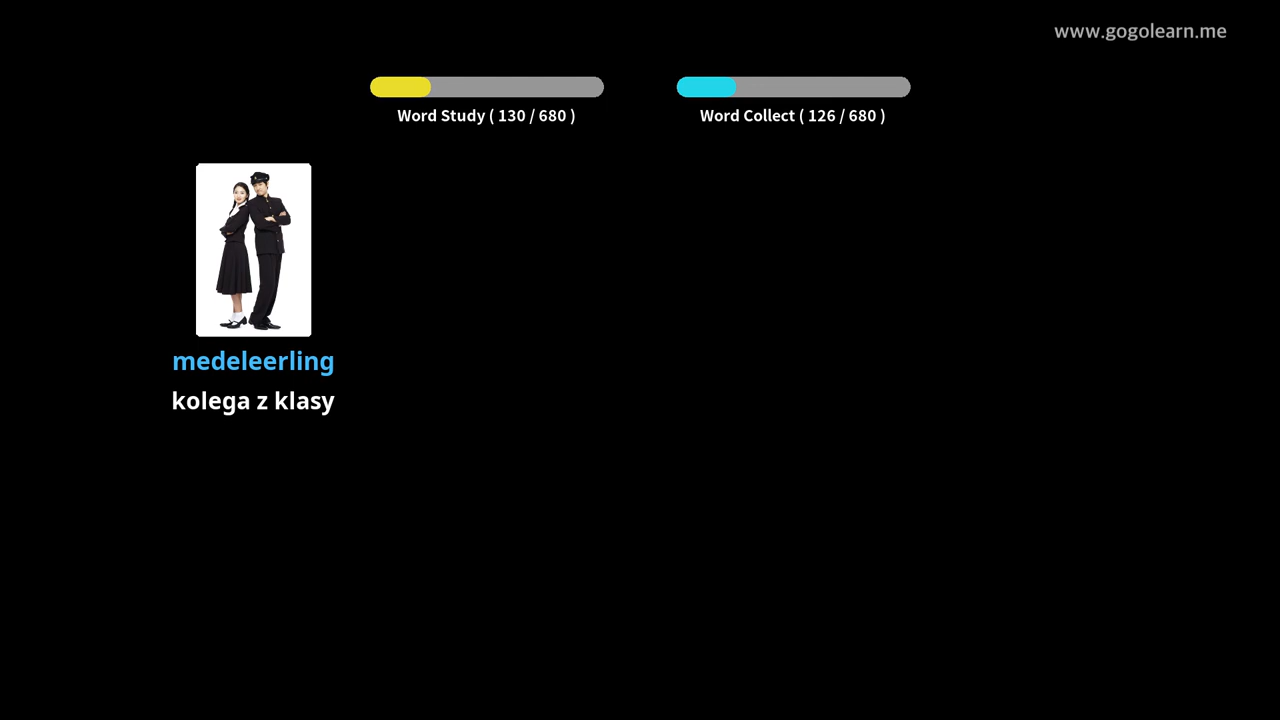 www.gogolearn.me
Word Study ( 130 / 680 )
Word Collect ( 126 / 680 )
medeleerling
kolega z klasy